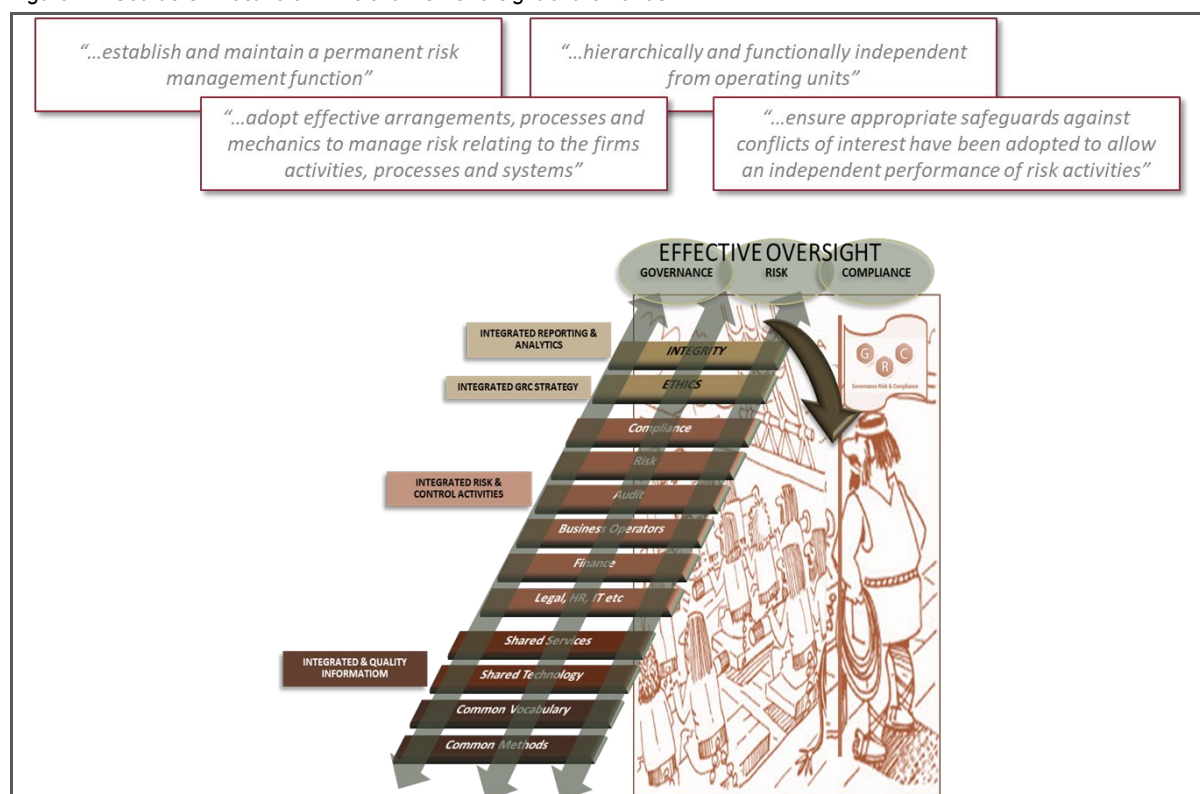 “...establish and maintain a permanent risk
management function”
“...hierarchically and functionally independent
from operating units”
“...adopt effective arrangements, processes and
mechanics to manage risk relating to the firms
activities, processes and systems”
“...ensure appropriate safeguards against
conflicts of interest have been adopted to allow
an independent performance of risk activities”
EFFECTIVE OVERSIGHT
GOVERNANCE
RISK
COMPLIANCE
INTEGRATED REPORTING &
ANALYTICS
INTEGRITY
INTEGRATED GRC STRATEGY
ETHICS
G
R
C
Governance Risk & Compliance
Compliance
Risk
INTEGRATED RISK &
CONTROL ACTIVITIES
Audit
Business Operators
Finance
Legal, HR, IT etc
Shared Services
INTEGRATED & QUALITY
INFORMATIOM
Shared Technology
Common Vocabulary
Common Methods